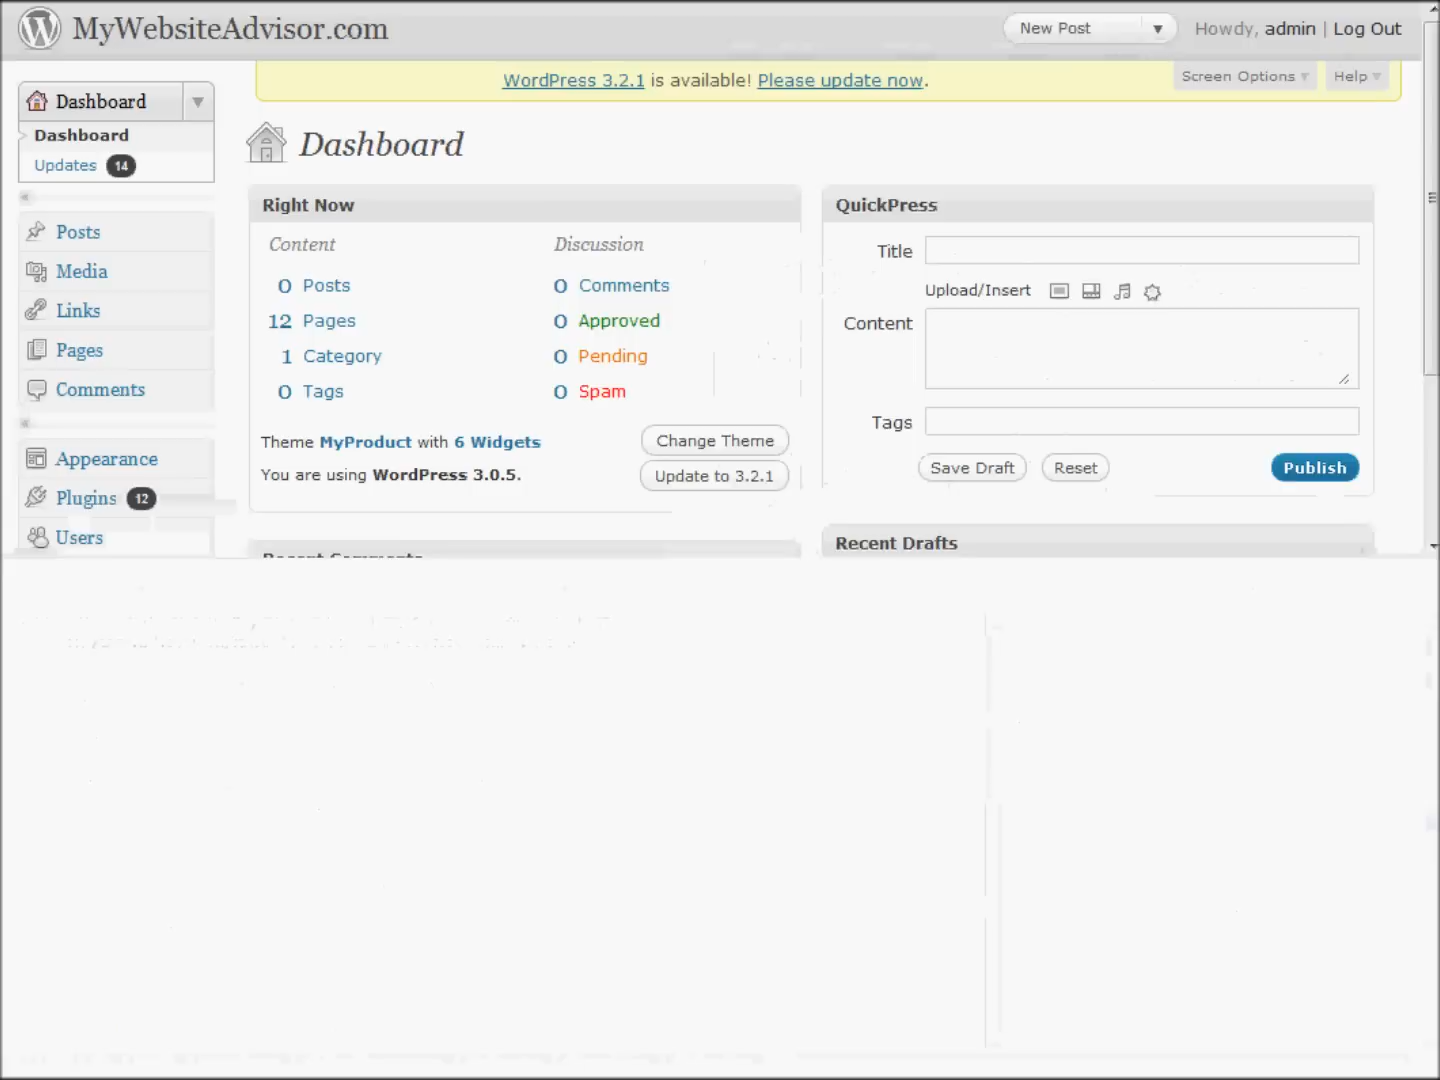 MyWebsiteAdvisor.com
New Post
Howdy, admin | Log Out
WordPress 3.2.1 is available! Please update now.
Screen Options
Help
Dashboard
Dashboard
Updates 14
Posts
Media
Links
Pages
Comments
Appearance
Plugins 12
Users
Dashboard
Right Now
Content
Discussion
0 Posts
0 Comments
12 Pages
0 Approved
1 Category
0 Pending
0 Tags
0 Spam
Theme MyProduct with 6 Widgets
Change Theme
You are using WordPress 3.0.5.
Update to 3.2.1
Recent Comments
QuickPress
Title
Upload/Insert
Content
Tags
Save Draft
Reset
Publish
Recent Drafts